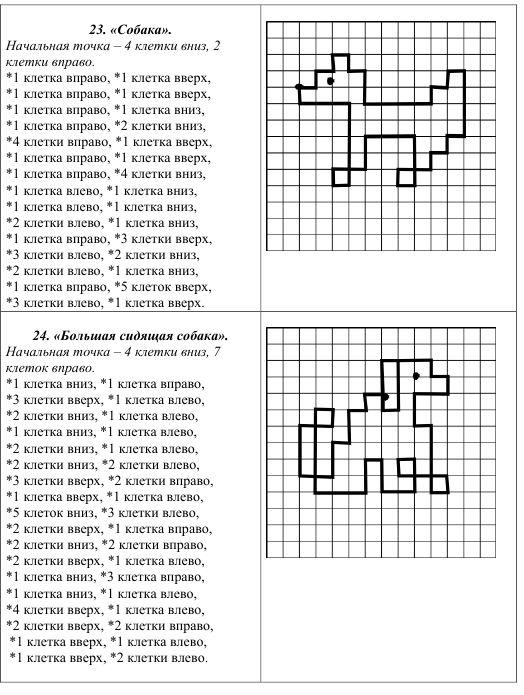 23. «Собака».
Начальная точка – 4 клетки вниз, 2
клетки вправо.
*1 клетка вправо, *1 клетка вверх,
*1 клетка вправо, *1 клетка вверх,
*1 клетка вправо, *1 клетка вниз,
*1 клетка вправо, *2 клетки вниз,
*4 клетки вправо, *1 клетка вверх,
*1 клетка вправо, *1 клетка вверх,
*1 клетка вправо, *4 клетки вниз,
*1 клетка влево, *1 клетка вниз,
*1 клетка влево, *1 клетка вниз,
*2 клетки влево, *1 клетка вниз,
*1 клетка вправо, *3 клетки вверх,
*3 клетки влево, *2 клетки вниз,
*2 клетки влево, *1 клетка вниз,
*1 клетка вправо, *5 клеток вверх,
*3 клетки влево, *1 клетка вверх.
24. «Большая сидящая собака».
Начальная точка – 4 клетки вниз, 7
клеток вправо.
*1 клетка вниз, *1 клетка вправо,
*3 клетки вверх, *1 клетка влево,
*2 клетки вниз, *1 клетка влево,
*1 клетка вниз, *1 клетка влево,
*2 клетки вниз, *1 клетка влево,
*2 клетки вниз, *2 клетки влево,
*3 клетки вверх, *2 клетки вправо,
*1 клетка вверх, *1 клетка влево,
*5 клеток вниз, *3 клетки влево,
*2 клетки вверх, *1 клетка вправо,
*2 клетки вниз, *2 клетки вправо,
*2 клетки вверх, *1 клетка влево,
*1 клетка вниз, *3 клетка вправо,
*1 клетка вниз, *1 клетка влево,
*4 клетки вверх, *1 клетка влево,
*2 клетки вверх, *2 клетки вправо,
*1 клетка вверх, *1 клетка влево,
*1 клетка вверх, *2 клетки влево.